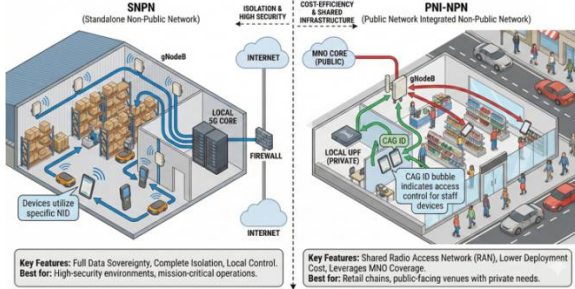 SNPN
(Standalone Non-Public Network)
ISOLATION &
HIGH SECURITY
COST-EFFICIENCY
& SHARED
INFRASTRUCTURE
PNI-NPN
(Public Network Integrated Non-Public Network)
gNodeB
INTERNET
LOCAL
5G CORE
FIREWALL
INTERNET
Devices utilize
specific NID
Key Features: Full Data Sovereignty, Complete Isolation, Local Control.
Best for: High-security environments, mission-critical operations.
MNO CORE
(PUBLIC)
gNodeB
LOCAL UPF
(PRIVATE)
CAG ID
CAG ID bubble
indicates access
control for staff
devices
Key Features: Shared Radio Access Network (RAN), Lower Deployment
Cost, Leverages MNO Coverage.
Best for: Retail chains, public-facing venues with private needs.